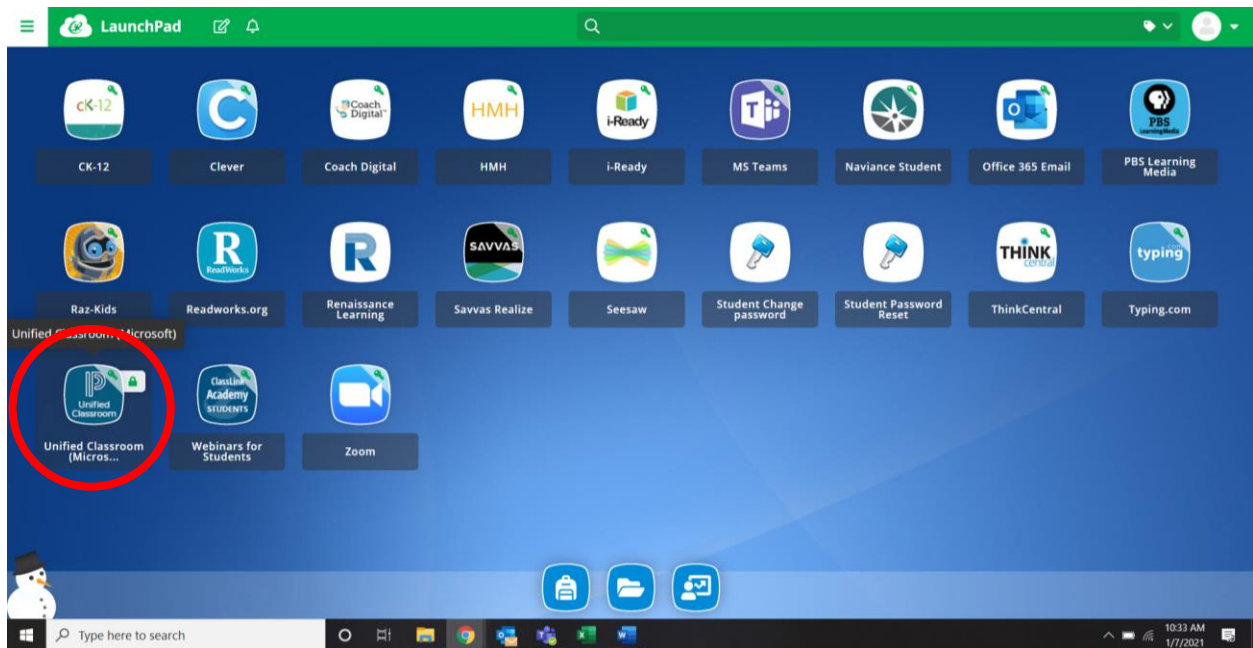 LaunchPad
cK-12
C
Coach
Digital
HMH
i-Ready
T
O
PBS
LearningMedia
CK-12
Clever
Coach Digital
HMH
i-Ready
MS Teams
Naviance Student
Office 365 Email
PBS Learning
Media
R
ReadWorks
R
SAVVAS
THINK
central
typing
.com
Raz-Kids
Readworks.org
Renaissance
Learning
Savvas Realize
Seesaw
Student Change
password
Student Password
Reset
ThinkCentral
Typing.com
Unified Classroom (Microsoft)
P
Unified
Classroom
ClassLink
Academy
STUDENTS
Unified Classroom
(Micros...
Webinars for
Students
Zoom
Type here to search
10:33 AM
1/7/2021